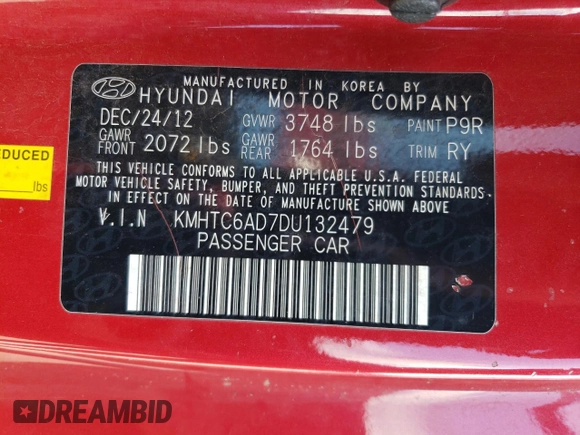 MANUFACTURED IN KOREA BY
HYUNDAI MOTOR COMPANY
DEC/24/12 GVWR 3748 lbs PAINT P9R
GAWR FRONT 2072 lbs GAWR REAR 1764 lbs TRIM RY
THIS VEHICLE CONFORMS TO ALL APPLICABLE U.S.A. FEDERAL
MOTOR VEHICLE SAFETY, BUMPER, AND THEFT PREVENTION STANDARDS
IN EFFECT ON THE DATE OF MANUFACTURE SHOWN ABOVE.
V.I.N KMHTC6AD7DU132479
PASSENGER CAR
DUCED
lbs
DREAMBID